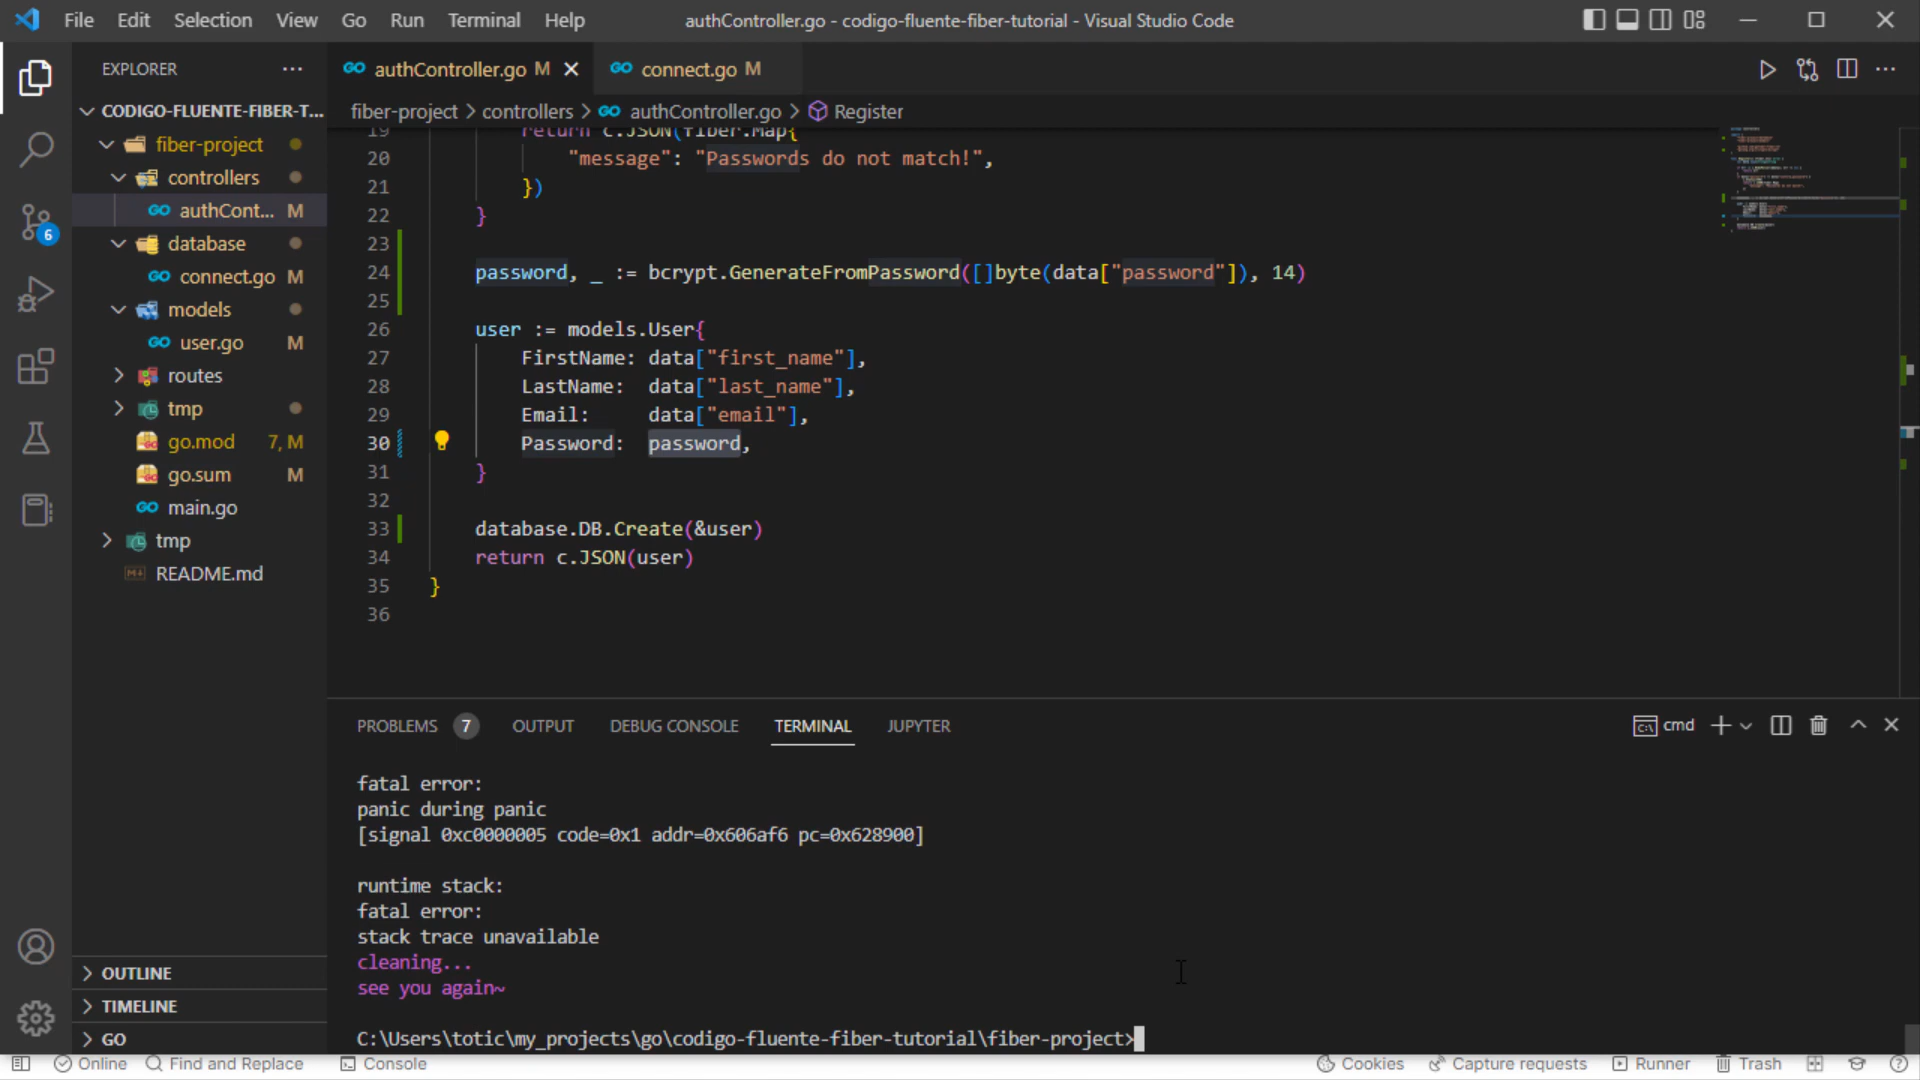 File Edit Selection View Go Run Terminal Help
authController.go - codigo-fluente-fiber-tutorial - Visual Studio Code
EXPLORER
authController.go M
connect.go M
CODIGO-FLUENTE-FIBER-T...
fiber-project > controllers > authController.go > Register
fiber-project
controllers
authCont... M
database
connect.go M
models
user.go M
routes
tmp
go.mod 7, M
go.sum M
main.go
tmp
README.md
OUTLINE
TIMELINE
GO
6
19 return c.JSON(fiber.Map{
20 "message": "Passwords do not match!",
21 })
22 }
23
24 password, _ := bcrypt.GenerateFromPassword([]byte(data["password"]), 14)
25
26 user := models.User{
27 FirstName: data["first_name"],
28 LastName: data["last_name"],
29 Email: data["email"],
30 Password: password,
31 }
32
33 database.DB.Create(&user)
34 return c.JSON(user)
35 }
36
PROBLEMS 7 OUTPUT DEBUG CONSOLE TERMINAL JUPYTER
cmd
fatal error:
panic during panic
[signal 0xc0000005 code=0x1 addr=0x606af6 pc=0x628900]
runtime stack:
fatal error:
stack trace unavailable
cleaning...
see you again~
C:\Users\totic\my_projects\go\codigo-fluente-fiber-tutorial\fiber-project>
Online Find and Replace Console
Cookies Capture requests Runner Trash